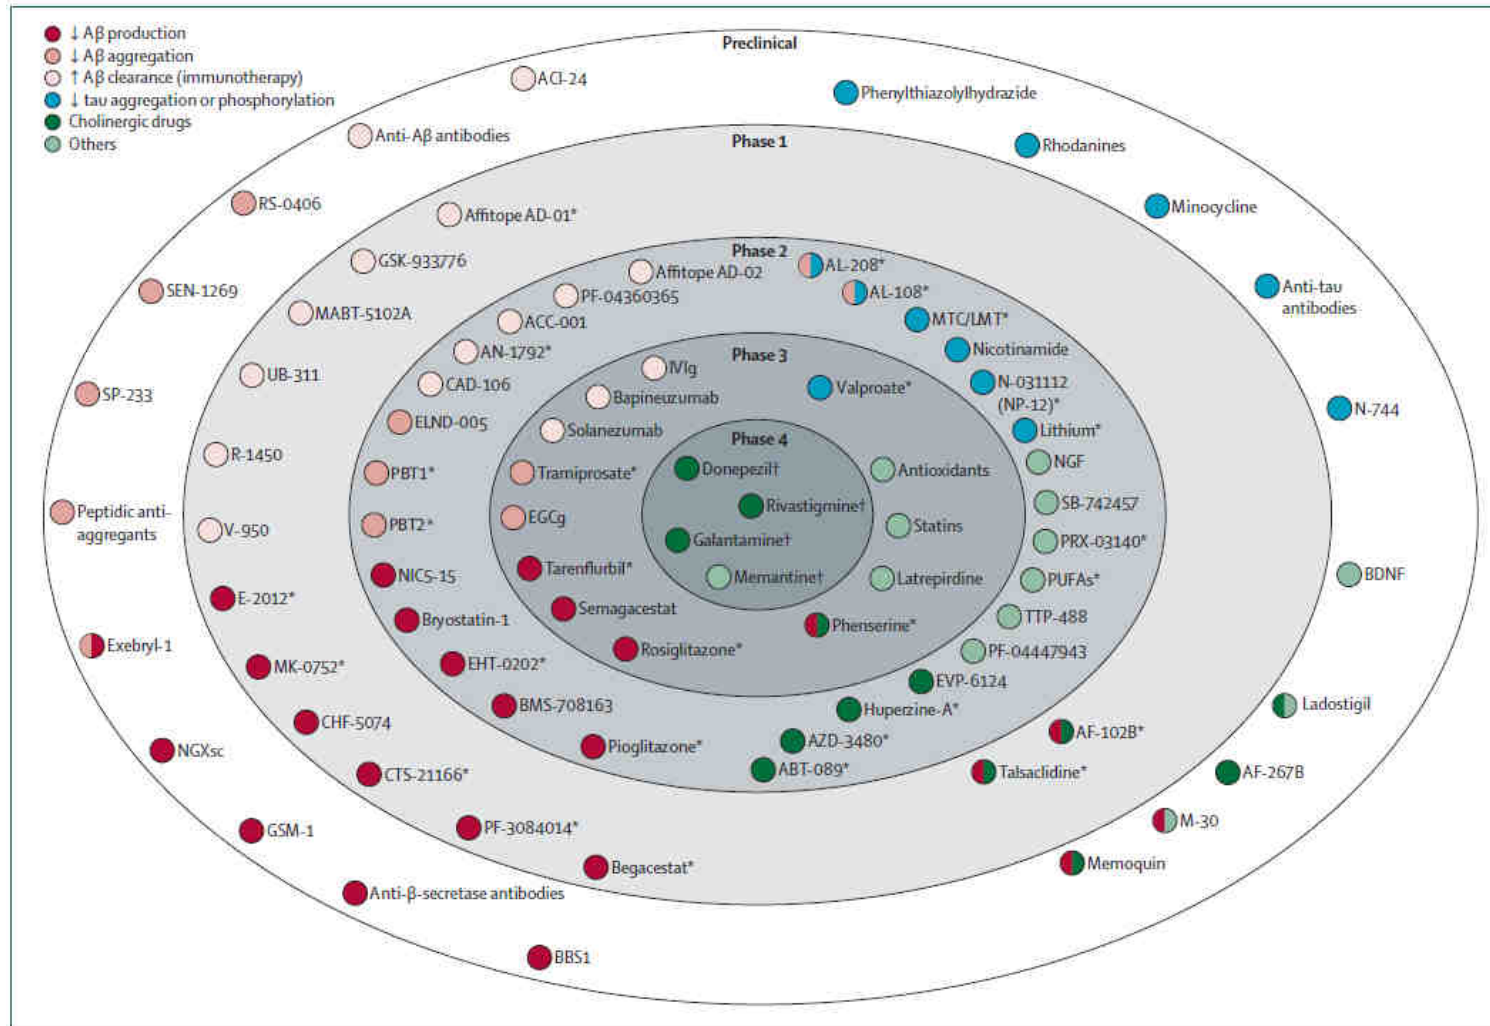 ↓ Aβ production
↓ Aβ aggregation
↑ Aβ clearance (immunotherapy)
↓ tau aggregation or phosphorylation
Cholinergic drugs
Others
Preclinical
ACI-24
Phenylthiazolylhydrazide
Anti-Aβ antibodies
Rhodanines
RS-0406
Minocycline
SEN-1269
Anti-tau
antibodies
SP-233
N-744
Peptidic anti-
aggregants
BDNF
Exebryl-1
Ladostigil
NGXsc
AF-267B
GSM-1
M-30
Memoquin
Anti-β-secretase antibodies
BBS1
Phase 1
Affitope AD-01*
GSK-933776
MABT-5102A
UB-311
R-1450
V-950
E-2012*
MK-0752*
CHF-5074
CTS-21166*
PF-3084014*
Begacestat*
AF-102B*
Talsaclidine*
Phase 2
Affitope AD-02
AL-208*
PF-04360365
AL-108*
ACC-001
MTC/LMT*
AN-1792*
Nicotinamide
CAD-106
N-031112
(NP-12)*
ELND-005
Lithium*
PBT1*
NGF
SB-742457
PBT2*
PRX-03140*
NIC5-15
PUFAs*
Bryostatin-1
TTP-488
EHT-0202*
PF-04447943
EVP-6124
BMS-708163
Huperzine-A*
Pioglitazone*
AZD-3480*
ABT-089*
Phase 3
IVIg
Valproate*
Bapineuzumab
Solanezumab
Tramiprosate*
Antioxidants
EGCg
Statins
Tarenflurbil*
Latrepirdine
Semagacestat
Phenserine*
Rosiglitazone*
Phase 4
Donepezil†
Rivastigmine†
Galantamine†
Memantine†